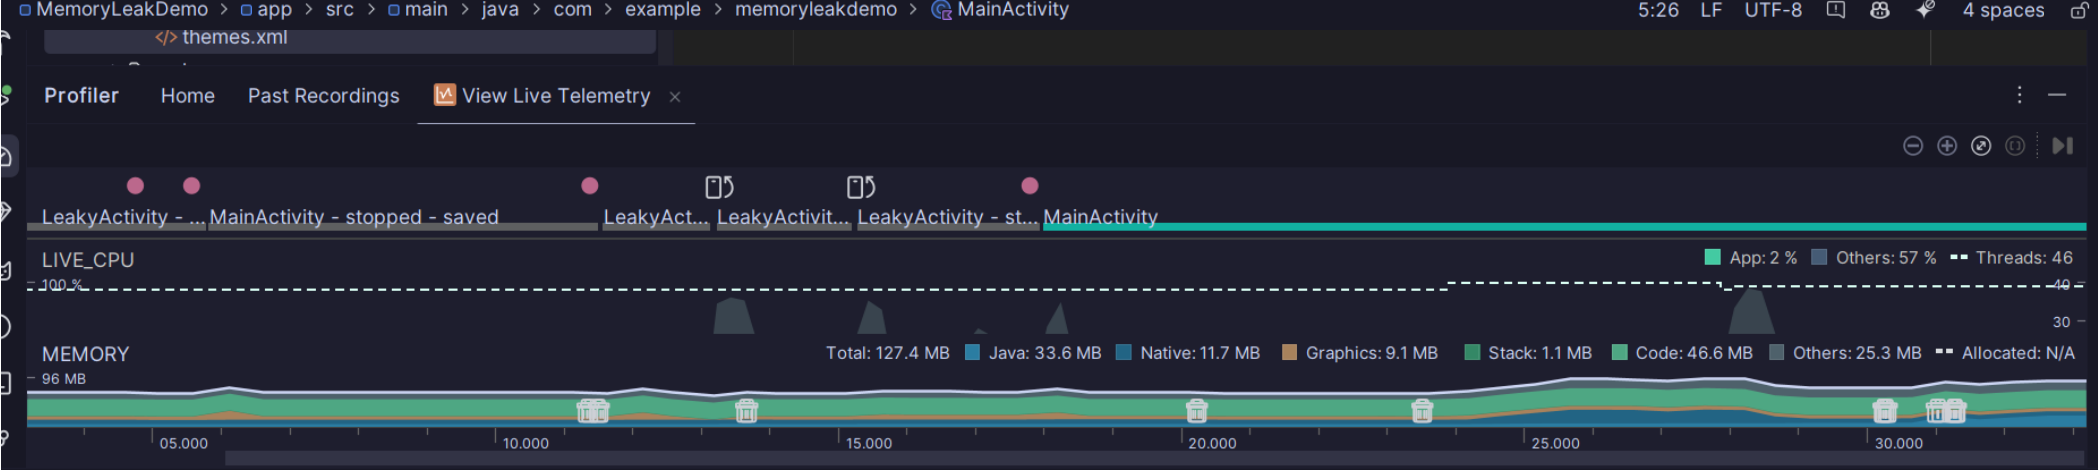 MemoryLeakDemo > app > src > main > java > com > example > memoryleakdemo > MainActivity 5:26 LF UTF-8 4 spaces
</> themes.xml
Profiler Home Past Recordings View Live Telemetry ×
LeakyActivity - ... MainActivity - stopped - saved LeakyAct... LeakyActivit... LeakyActivity - st... MainActivity
LIVE_CPU App: 2 % Others: 57 % Threads: 46
100 % 40
30
MEMORY Total: 127.4 MB Java: 33.6 MB Native: 11.7 MB Graphics: 9.1 MB Stack: 1.1 MB Code: 46.6 MB Others: 25.3 MB Allocated: N/A
96 MB
05.000 10.000 15.000 20.000 25.000 30.000